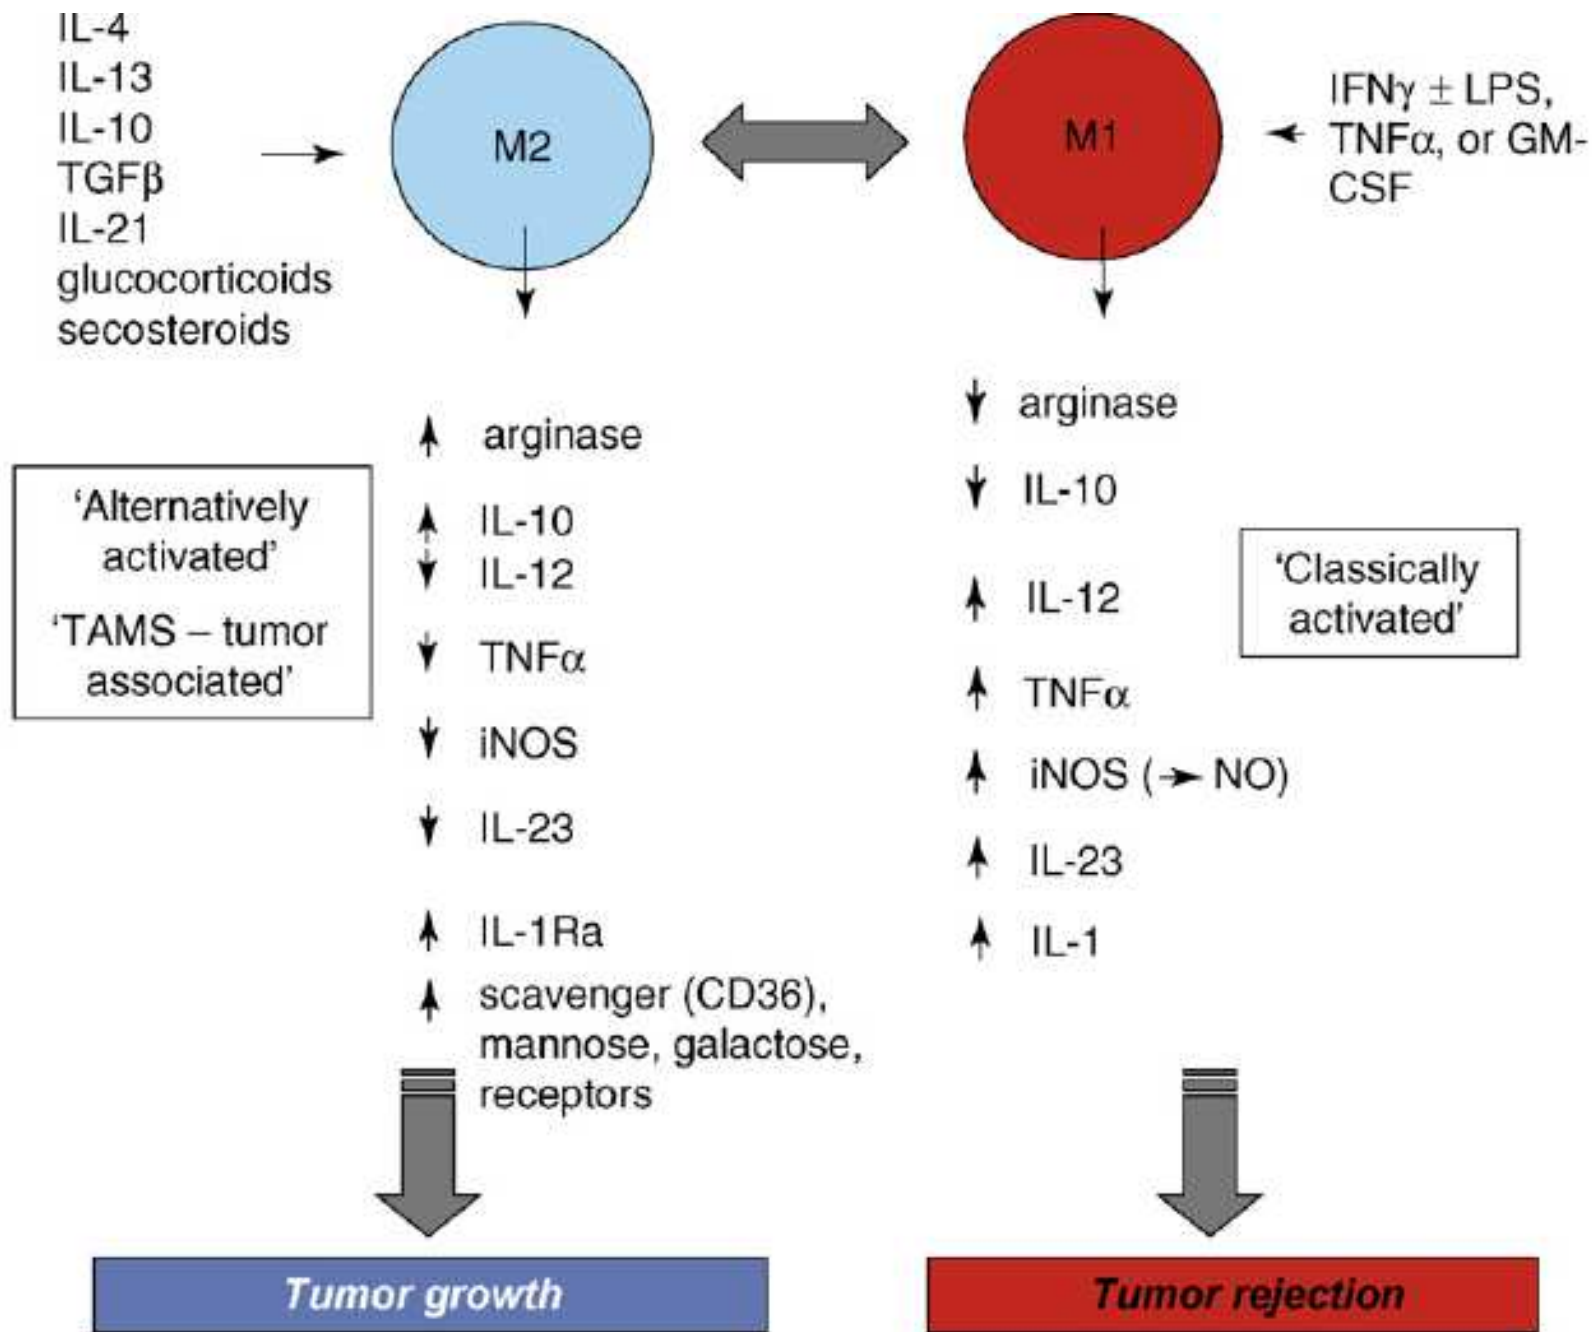 IL-4
IL-13
IL-10
TGFβ
IL-21
glucocorticoids
secosteroids
M2
M1
IFNγ ± LPS,
TNFα, or GM-
CSF
‘Alternatively
activated’
‘TAMS – tumor
associated’
arginase
IL-10
IL-12
TNFα
iNOS
IL-23
IL-1Ra
scavenger (CD36),
mannose, galactose,
receptors
arginase
IL-10
IL-12
TNFα
iNOS (→ NO)
IL-23
IL-1
‘Classically
activated’
Tumor growth
Tumor rejection